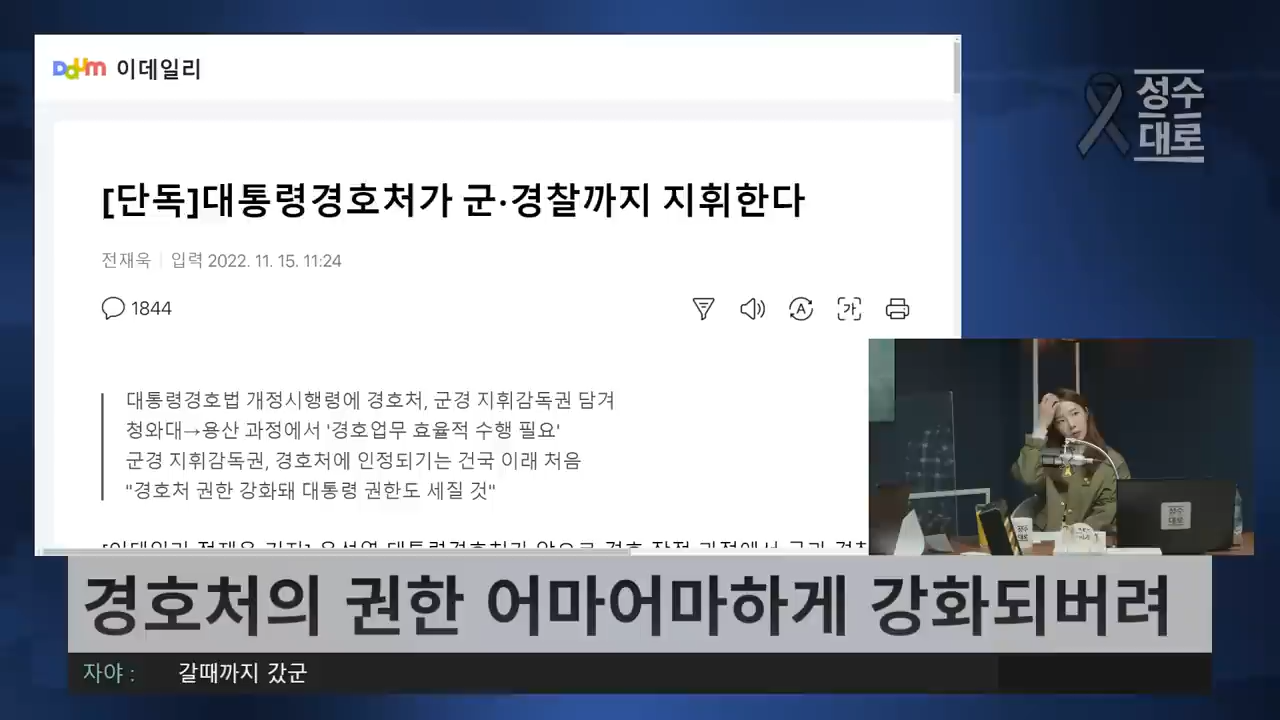 Daum 이데일리
성수
대로
[단독]대통령경호처가 군·경찰까지 지휘한다
전재욱 입력 2022. 11. 15. 11:24
1844
가
대통령경호법 개정시행령에 경호처, 군경 지휘감독권 담겨
청와대→용산 과정에서 '경호업무 효율적 수행 필요'
군경 지휘감독권, 경호처에 인정되기는 건국 이래 처음
"경호처 권한 강화돼 대통령 권한도 세질 것"
성수
대로
경호처의 권한 어마어마하게 강화되버려
자야 : 갈때까지 갔군